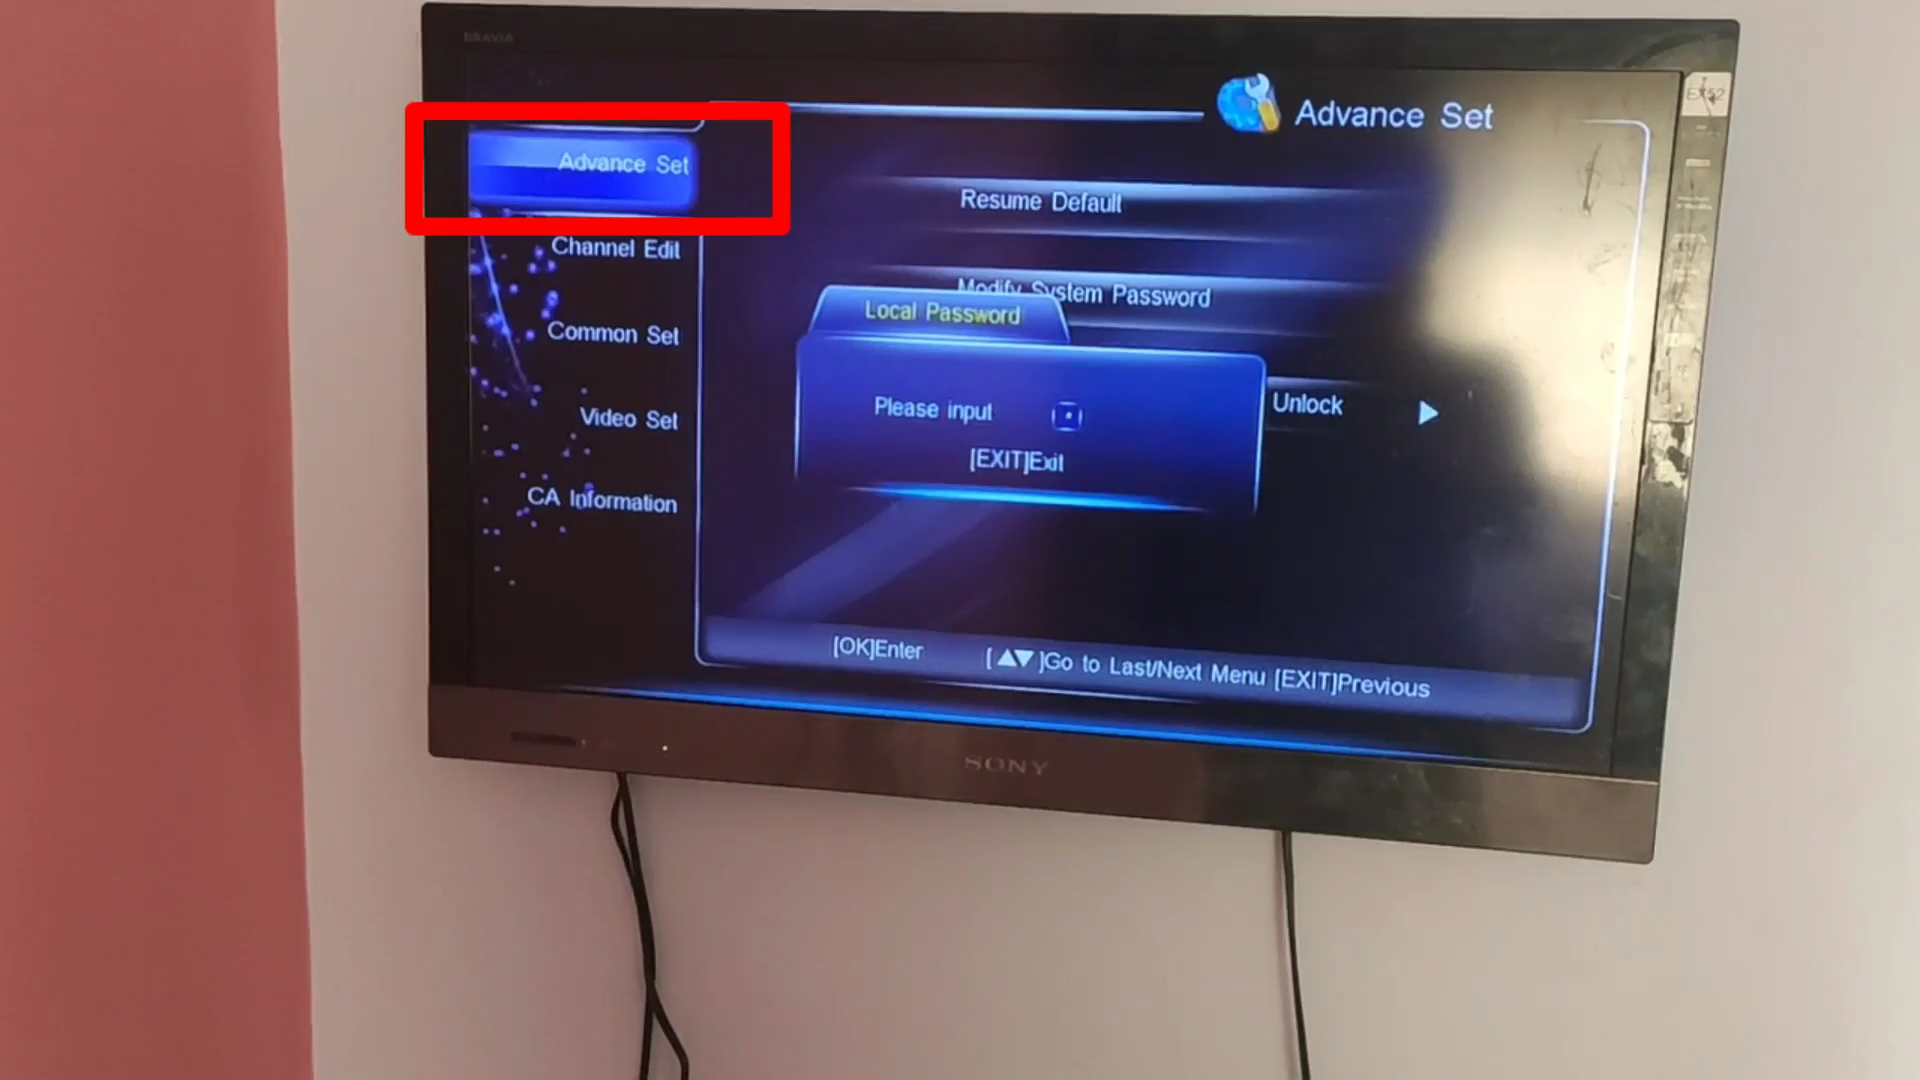 BRAVIA
Advance Set
Advance Set
Channel Edit
Common Set
Video Set
CA Information
Resume Default
Modify System Password
Unlock
Local Password
Please input
[EXIT]Exit
[OK]Enter [▲▼]Go to Last/Next Menu [EXIT]Previous
SONY